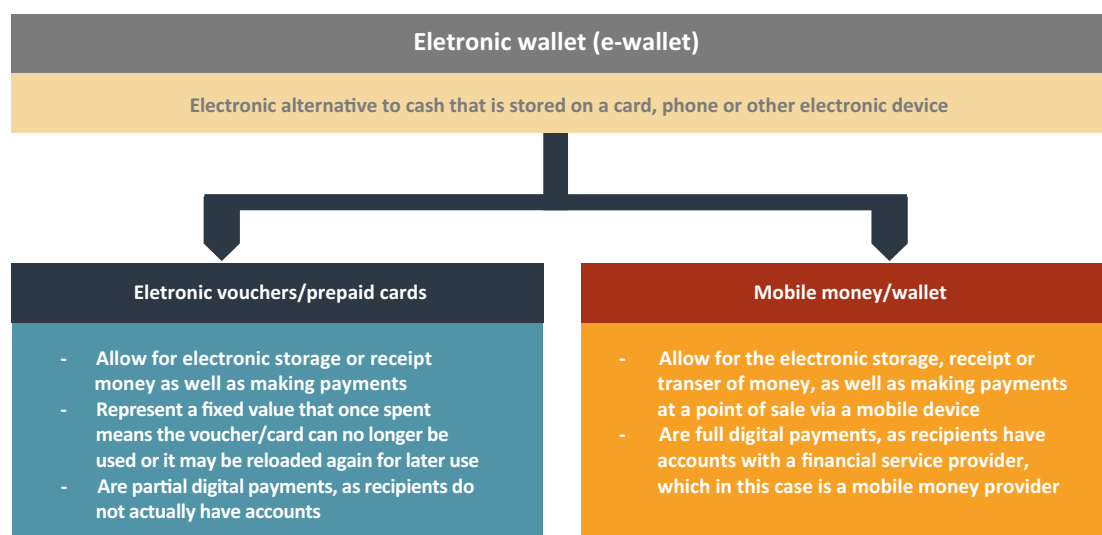 Eletronic wallet (e-wallet)
Electronic alternative to cash that is stored on a card, phone or other electronic device
Eletronic vouchers/prepaid cards
- Allow for electronic storage or receipt
money as well as making payments
- Represent a fixed value that once spent
means the voucher/card can no longer be
used or it may be reloaded again for later use
- Are partial digital payments, as recipients do
not actually have accounts
Mobile money/wallet
- Allow for the electronic storage, receipt or
transer of money, as well as making payments
at a point of sale via a mobile device
- Are full digital payments, as recipients have
accounts with a financial service provider,
which in this case is a mobile money provider